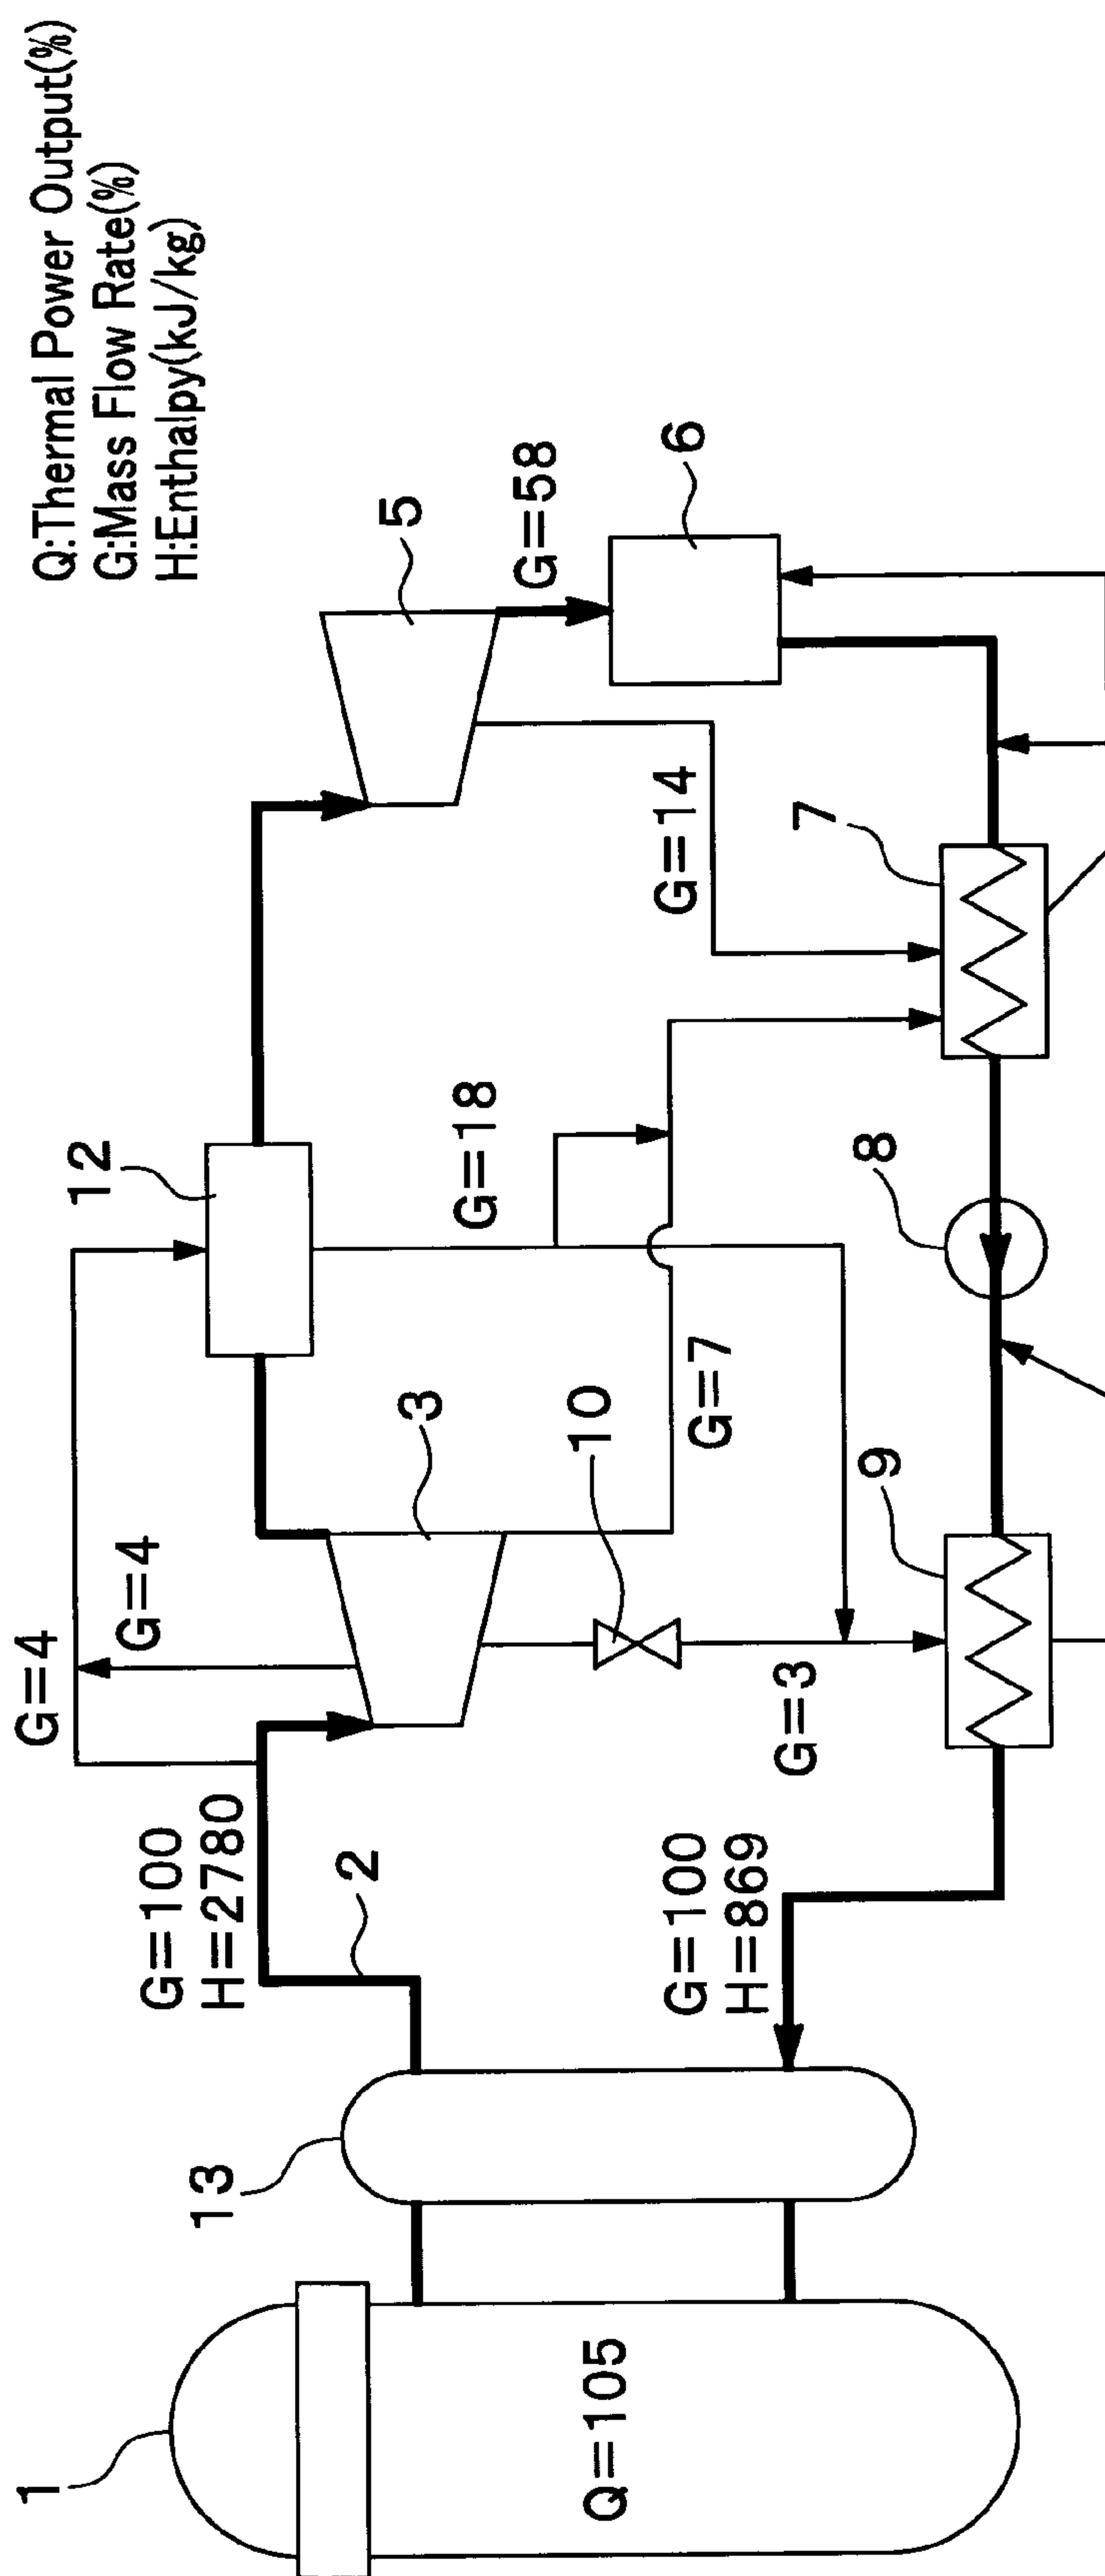 Q:Thermal Power Output(%)
G:Mass Flow Rate(%)
H:Enthalpy(kJ/kg)
1
Q=105
13
2
G=100
H=2780
G=4
G=4
3
12
5
G=58
6
G=18
G=14
7
G=7
10
8
9
G=3
G=100
H=869